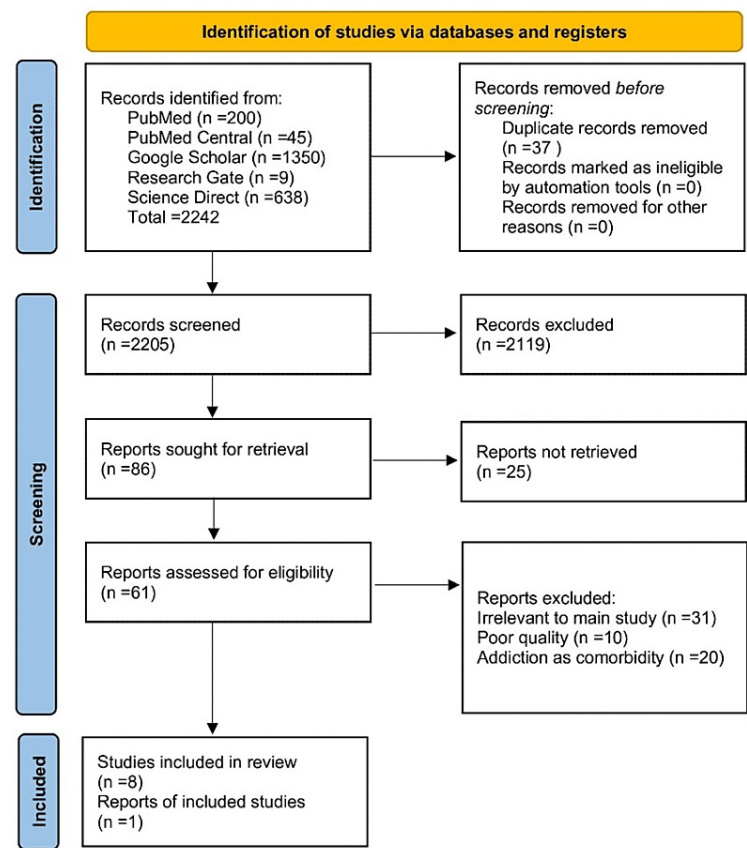 Identification of studies via databases and registers
Identification
Records identified from:
PubMed (n =200)
PubMed Central (n =45)
Google Scholar (n =1350)
Research Gate (n =9)
Science Direct (n =638)
Total =2242
Records removed before
screening:
Duplicate records removed
(n =37 )
Records marked as ineligible
by automation tools (n =0)
Records removed for other
reasons (n =0)
Screening
Records screened
(n =2205)
Records excluded
(n =2119)
Reports sought for retrieval
(n =86)
Reports not retrieved
(n =25)
Reports assessed for eligibility
(n =61)
Reports excluded:
Irrelevant to main study (n =31)
Poor quality (n =10)
Addiction as comorbidity (n =20)
Included
Studies included in review
(n =8)
Reports of included studies
(n =1)